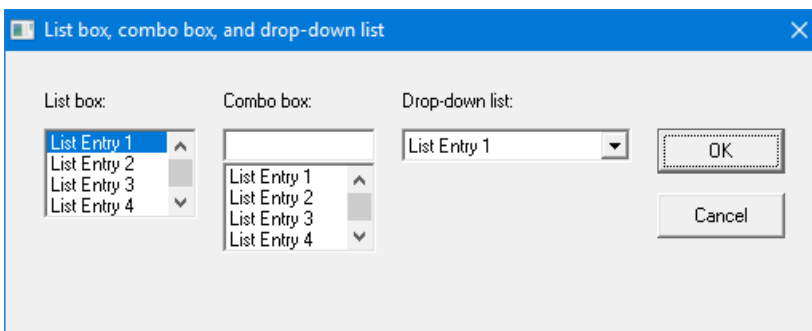 List box, combo box, and drop-down list
List box:
List Entry 1
List Entry 2
List Entry 3
List Entry 4
Combo box:
List Entry 1
List Entry 2
List Entry 3
List Entry 4
Drop-down list:
List Entry 1
OK
Cancel